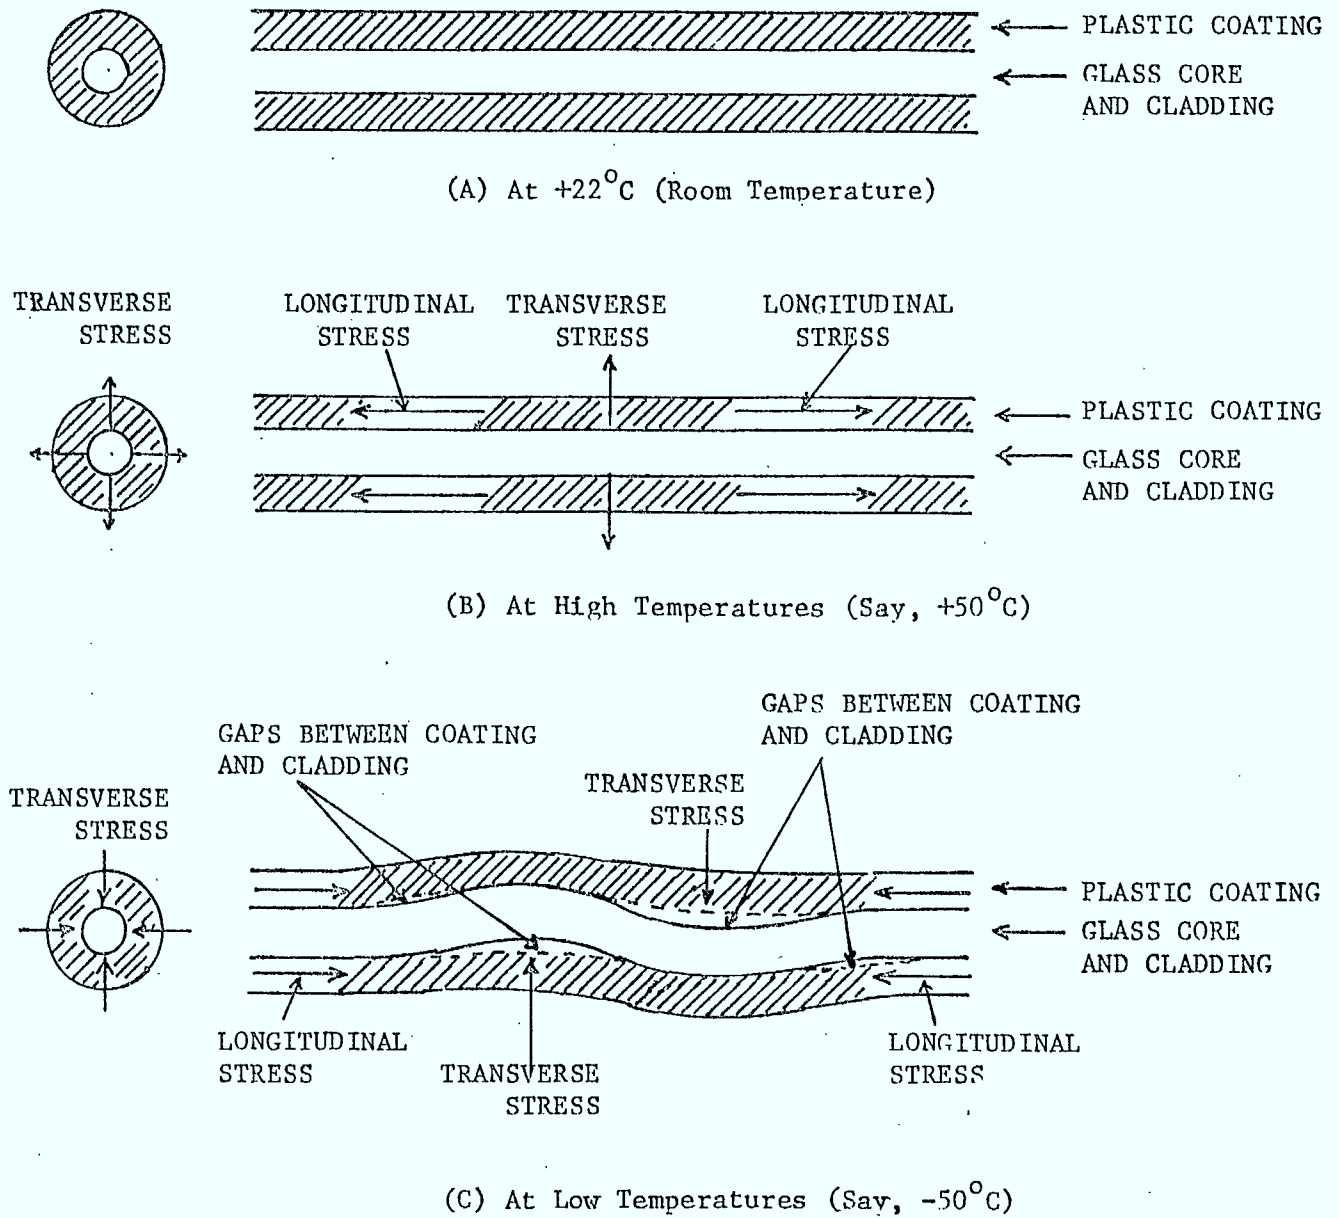 PLASTIC COATING
GLASS CORE
AND CLADDING
(A) At +22°C (Room Temperature)
TRANSVERSE
STRESS
LONGITUDINAL
STRESS
TRANSVERSE
STRESS
LONGITUDINAL
STRESS
PLASTIC COATING
GLASS CORE
AND CLADDING
(B) At High Temperatures (Say, +50°C)
GAPS BETWEEN COATING
AND CLADDING
GAPS BETWEEN COATING
AND CLADDING
TRANSVERSE
STRESS
TRANSVERSE
STRESS
PLASTIC COATING
GLASS CORE
AND CLADDING
LONGITUDINAL
STRESS
TRANSVERSE
STRESS
LONGITUDINAL
STRESS
(C) At Low Temperatures (Say, -50°C)